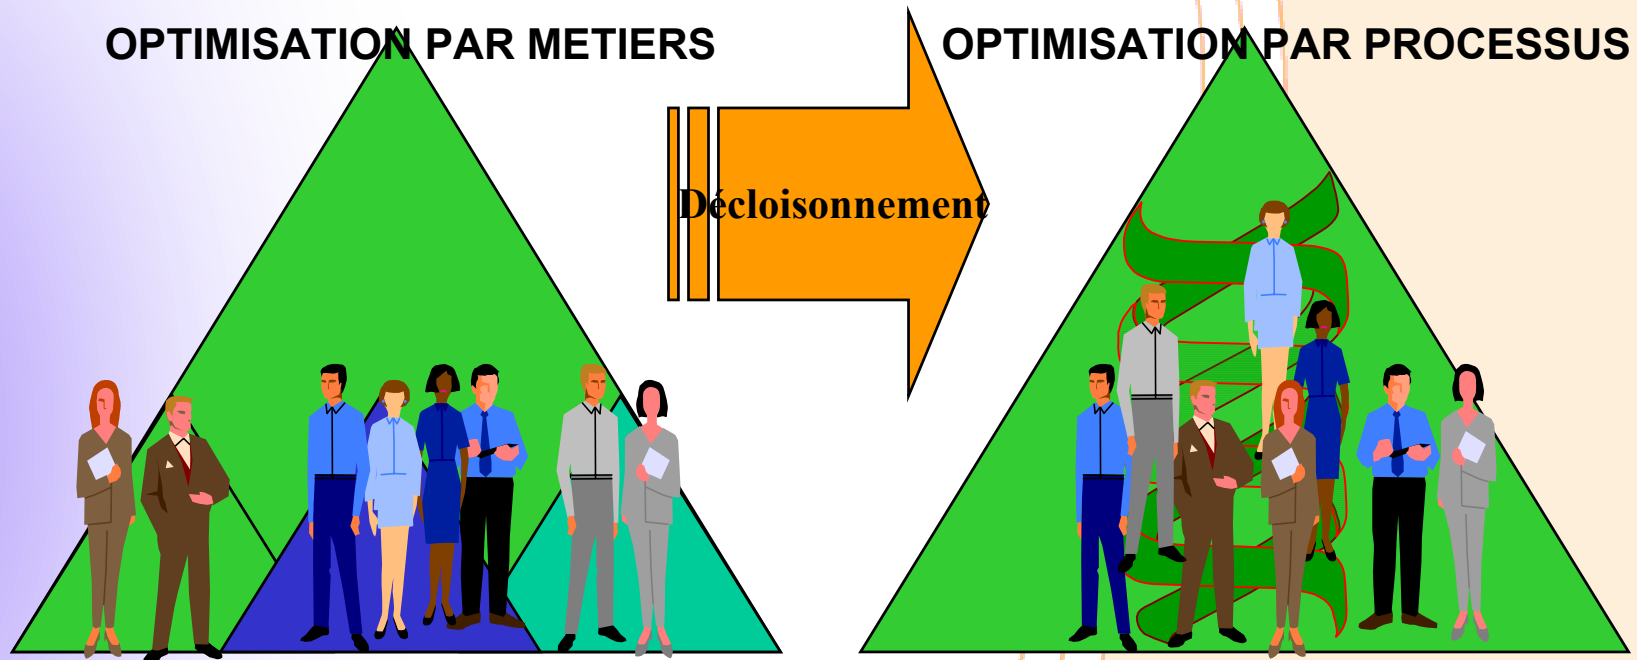 OPTIMISATION PAR METIERS
OPTIMISATION PAR PROCESSUS
Décloisonnement